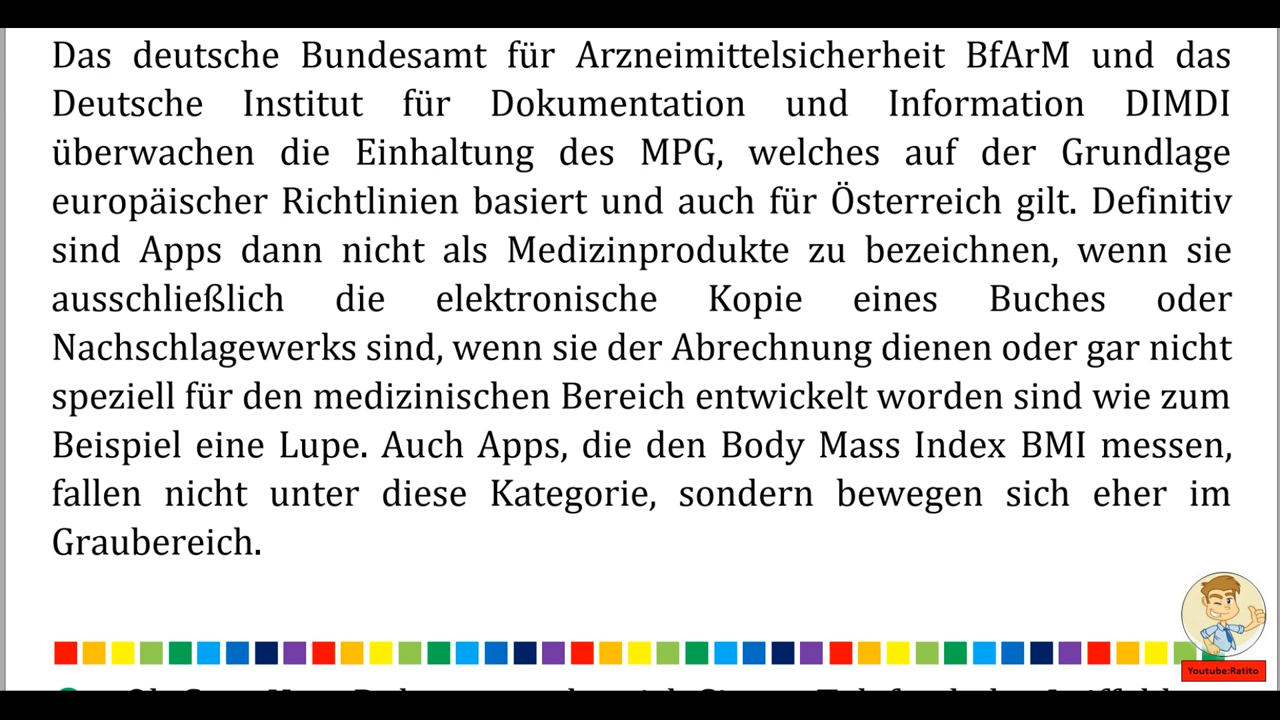 Das deutsche Bundesamt für Arzneimittelsicherheit BfArM und das
Deutsche Institut für Dokumentation und Information DIMDI
überwachen die Einhaltung des MPG, welches auf der Grundlage
europäischer Richtlinien basiert und auch für Österreich gilt. Definitiv
sind Apps dann nicht als Medizinprodukte zu bezeichnen, wenn sie
ausschließlich die elektronische Kopie eines Buches oder
Nachschlagewerks sind, wenn sie der Abrechnung dienen oder gar nicht
speziell für den medizinischen Bereich entwickelt worden sind wie zum
Beispiel eine Lupe. Auch Apps, die den Body Mass Index BMI messen,
fallen nicht unter diese Kategorie, sondern bewegen sich eher im
Graubereich.
Youtube:Ratito